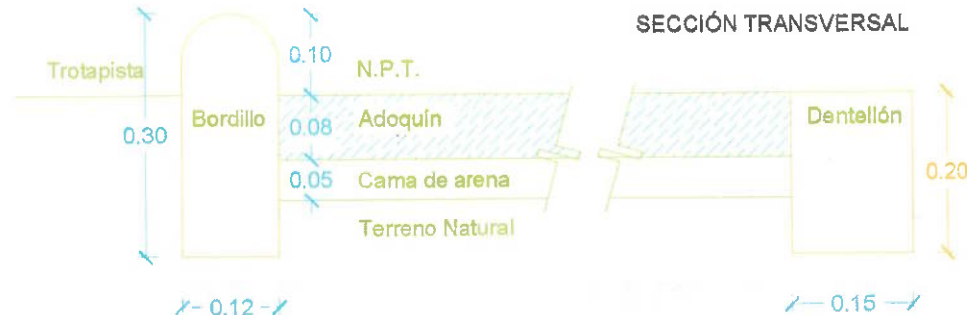 SECCIÓN TRANSVERSAL
0.10
Trotapista
N.P.T.
0.30
Bordillo
0.08
Adoquín
Dentellón
0.05
Cama de arena
0.20
Terreno Natural
0.12
0.15